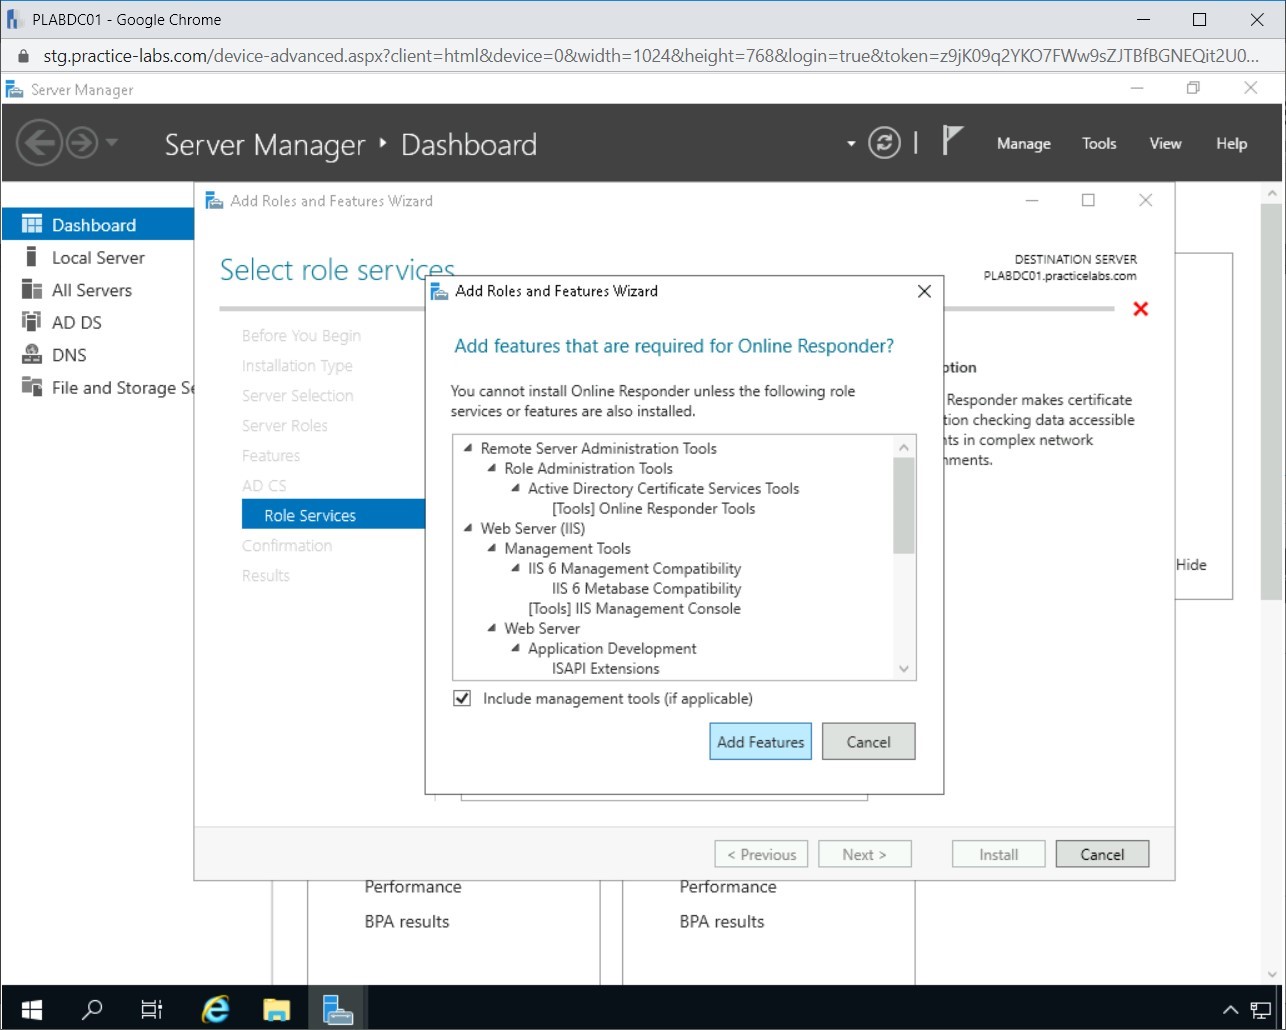 PLABDC01 - Google Chrome
stg.practice-labs.com/device-advanced.aspx?client=html&device=0&width=1024&height=768&login=true&token=z9jK09q2YKO7FWw9sZJTBfBGNEQit2U0...
Server Manager
Server Manager ‣ Dashboard
Manage Tools View Help
Dashboard
Local Server
All Servers
AD DS
DNS
File and Storage Se
Add Roles and Features Wizard
Select role services
DESTINATION SERVER
PLABDC01.practicelabs.com
Before You Begin
Installation Type
Server Selection
Server Roles
Features
AD CS
Role Services
Confirmation
Results
Add Roles and Features Wizard
Add features that are required for Online Responder?
You cannot install Online Responder unless the following role
services or features are also installed.
Remote Server Administration Tools
Role Administration Tools
Active Directory Certificate Services Tools
[Tools] Online Responder Tools
Web Server (IIS)
Management Tools
IIS 6 Management Compatibility
IIS 6 Metabase Compatibility
[Tools] IIS Management Console
Web Server
Application Development
ISAPI Extensions
Include management tools (if applicable)
Add Features Cancel
ption
Responder makes certificate
tion checking data accessible
nts in complex network
nments.
Hide
< Previous Next > Install Cancel
Performance
BPA results
Performance
BPA results